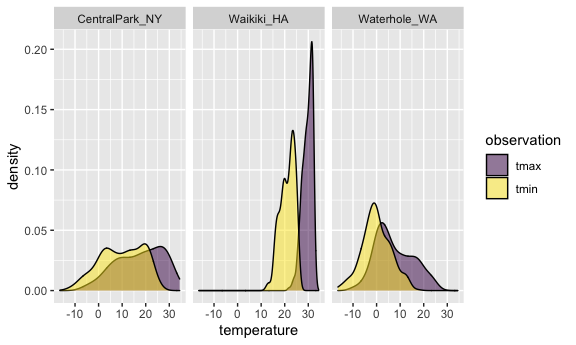 CentralPark_NY Waikiki_HA Waterhole_WA
0.20
0.15
0.10
0.05
0.00
density
-10 0 10 20 30 -10 0 10 20 30 -10 0 10 20 30
temperature
observation
tmax
tmin